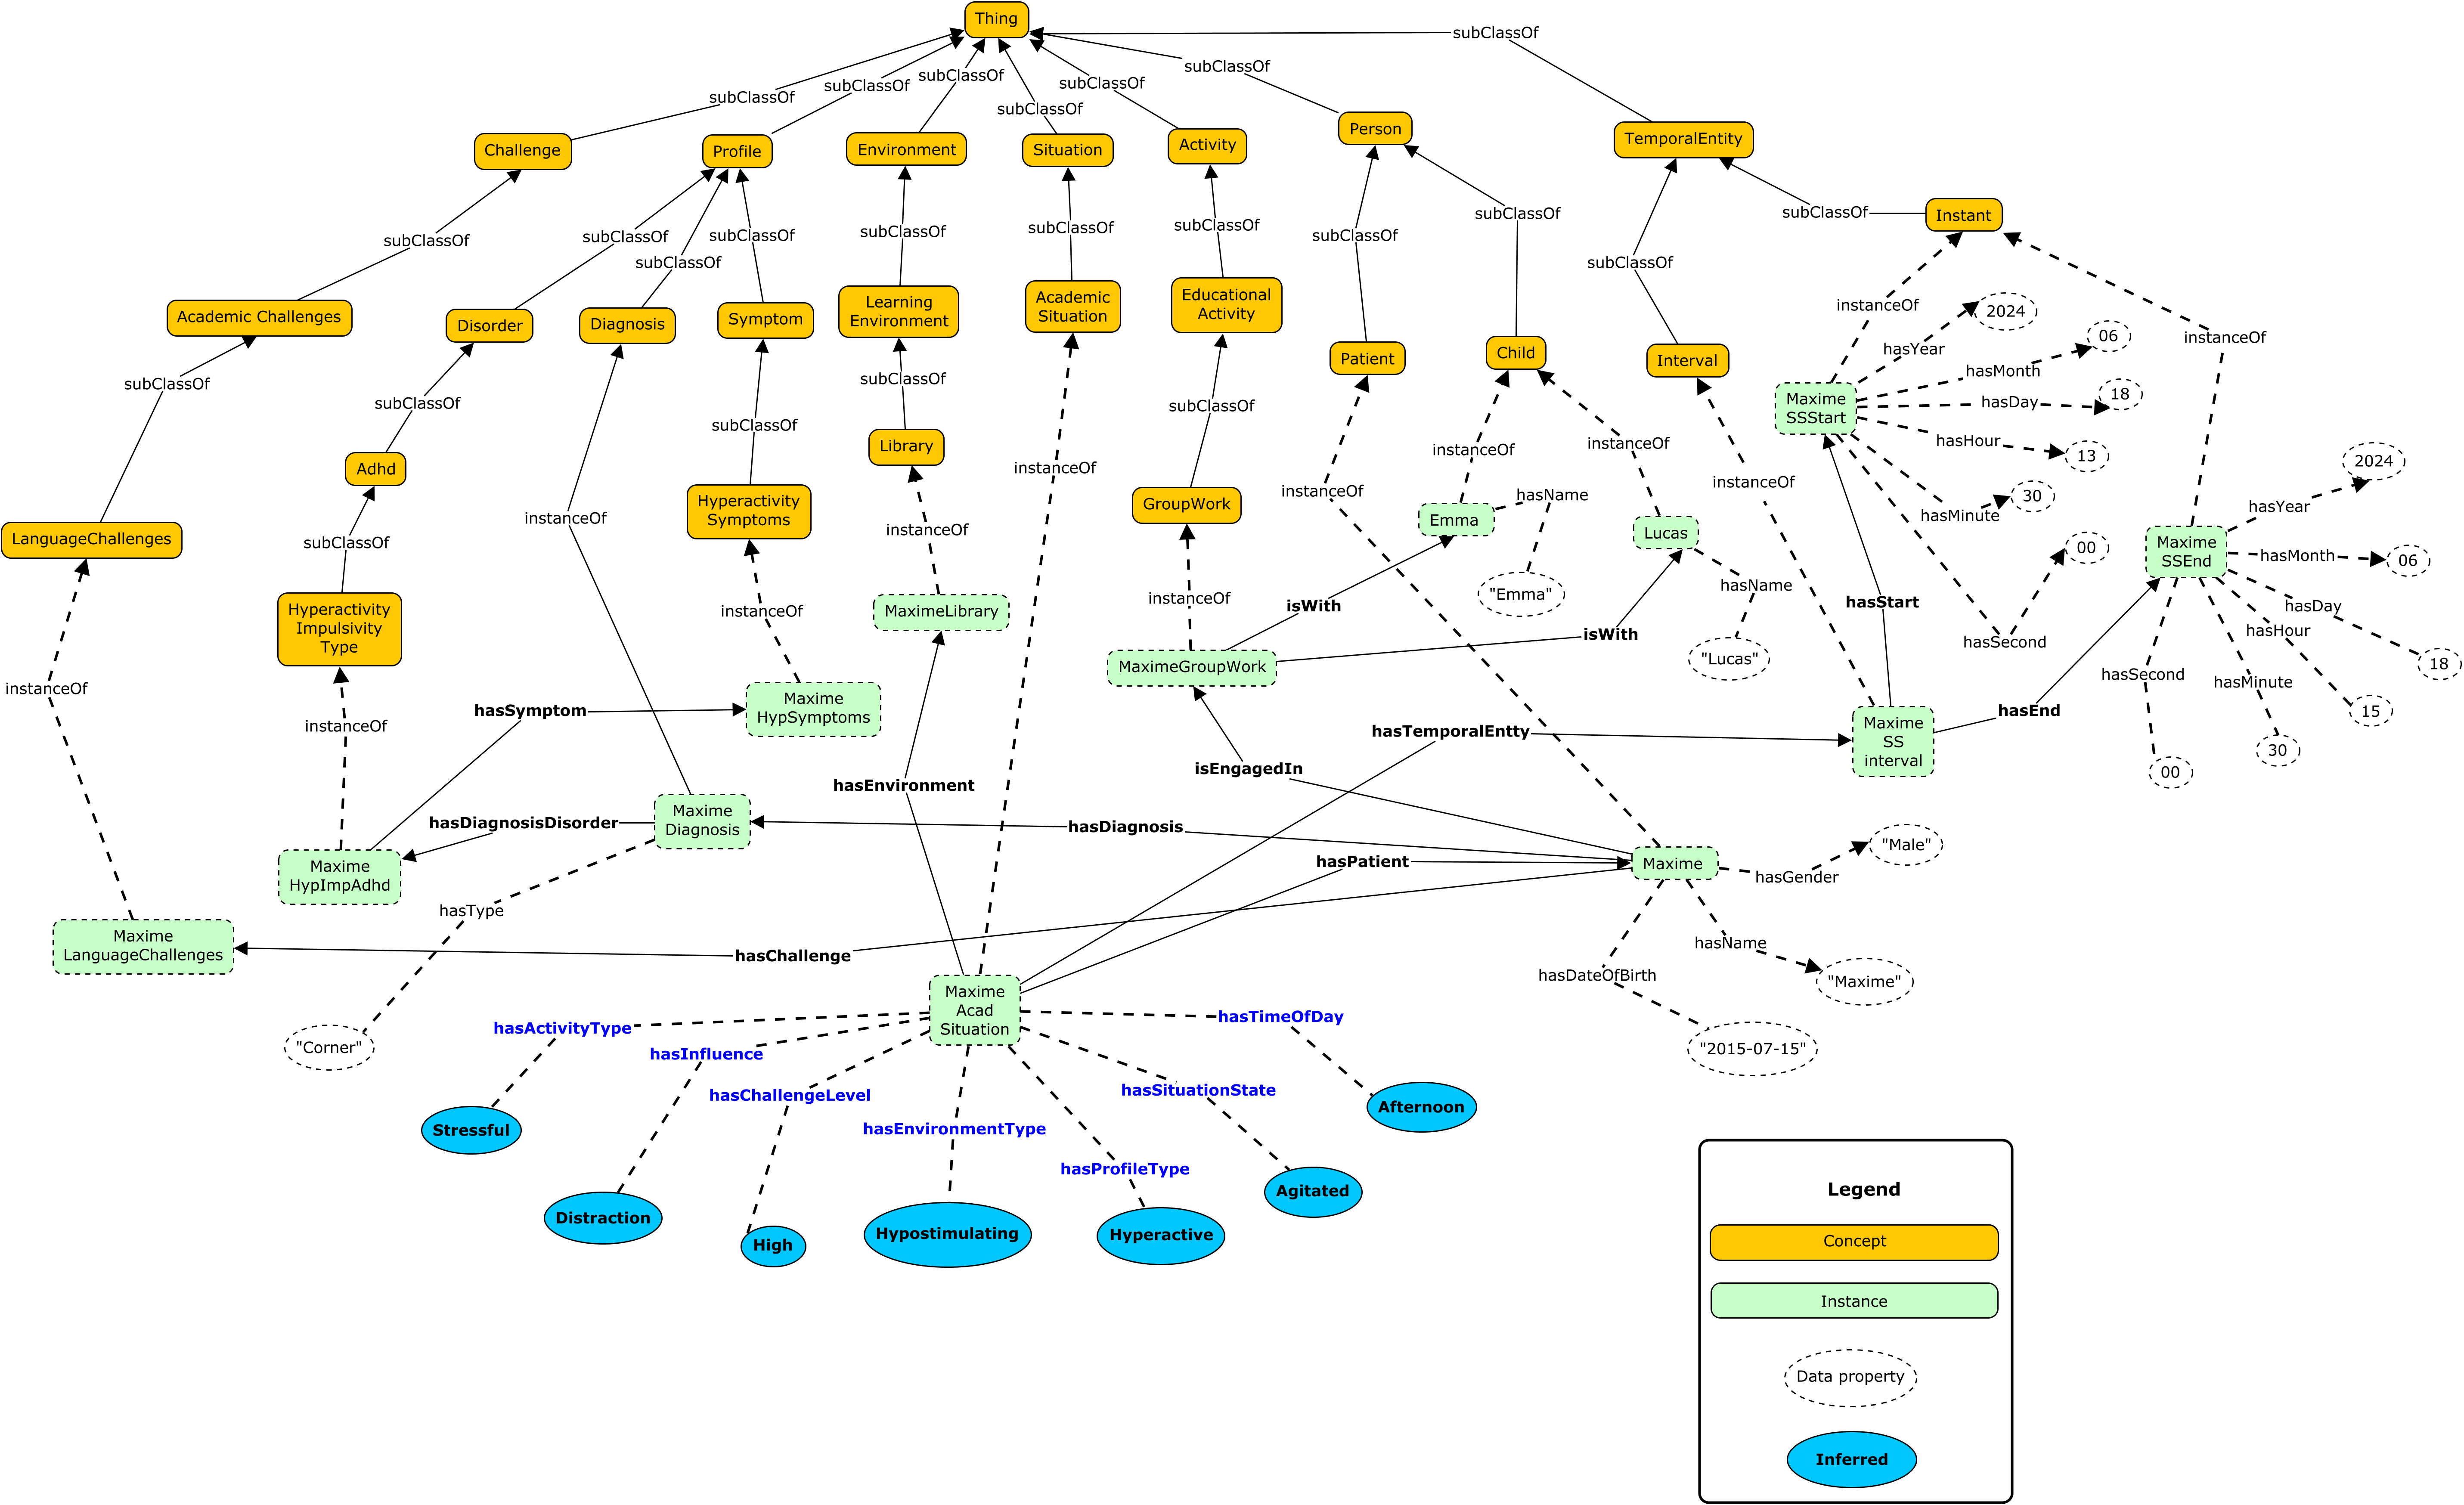 Thing
subClassOf
subClassOf
subClassOf
subClassOf
subClassOf
subClassOf
subClassOf
Challenge
Profile
Environment
Situation
Activity
Person
TemporalEntity
subClassOf
subClassOf
subClassOf
subClassOf
subClassOf
subClassOf
subClassOf
subClassOf
subClassOf
subClassOf
subClassOf
Instant
Academic Challenges
Disorder
Diagnosis
Symptom
Learning
Environment
Academic
Situation
Educational
Activity
Patient
Child
Interval
instanceOf
hasYear
2024
hasMonth
06
hasDay
18
hasHour
13
hasMinute
30
hasSecond
00
Maxime
SSStart
instanceOf
subClassOf
subClassOf
subClassOf
subClassOf
subClassOf
Adhd
Library
instanceOf
instanceOf
instanceOf
instanceOf
instanceOf
LanguageChallenges
subClassOf
instanceOf
Hyperactivity
Symptoms
instanceOf
GroupWork
Emma
hasName
"Emma"
Lucas
hasName
"Lucas"
Maxime
SSEnd
hasYear
2024
hasMonth
06
hasDay
18
hasHour
15
hasMinute
30
hasSecond
00
Hyperactivity
Impulsivity
Type
instanceOf
MaximeLibrary
instanceOf
isWith
isWith
hasStart
MaximeGroupWork
instanceOf
instanceOf
hasSymptom
Maxime
HypSymptoms
hasTemporalEntty
Maxime
SS
interval
hasEnd
hasEnvironment
isEngagedIn
hasDiagnosisDisorder
Maxime
Diagnosis
hasDiagnosis
hasPatient
Maxime
hasGender
"Male"
Maxime
HypImpAdhd
hasType
"Corner"
Maxime
LanguageChallenges
hasChallenge
hasName
"Maxime"
hasDateOfBirth
"2015-07-15"
Maxime
Acad
Situation
hasActivityType
hasInfluence
hasChallengeLevel
hasEnvironmentType
hasProfileType
hasSituationState
hasTimeOfDay
Stressful
Distraction
High
Hypostimulating
Hyperactive
Agitated
Afternoon
Legend
Concept
Instance
Data property
Inferred